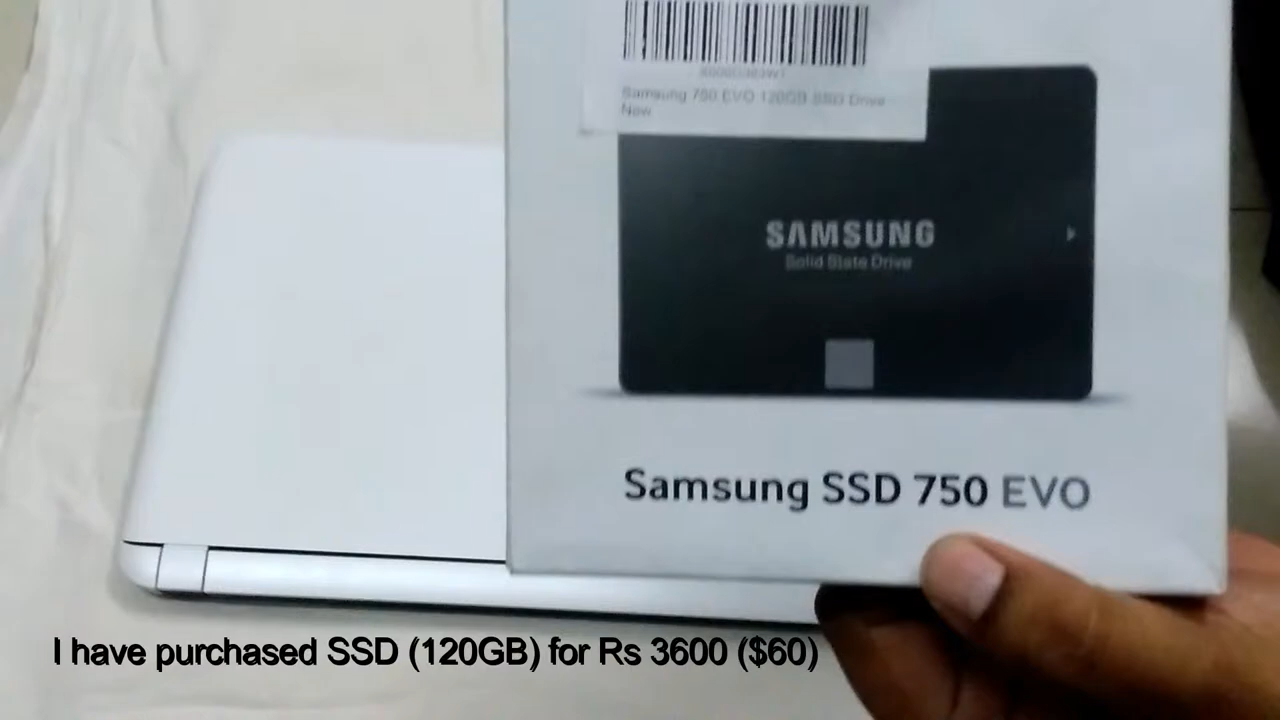 Samsung 750 EVO 120GB SSD Drive
New
SAMSUNG
Solid State Drive
Samsung SSD 750 EVO
I have purchased SSD (120GB) for Rs 3600 ($60)